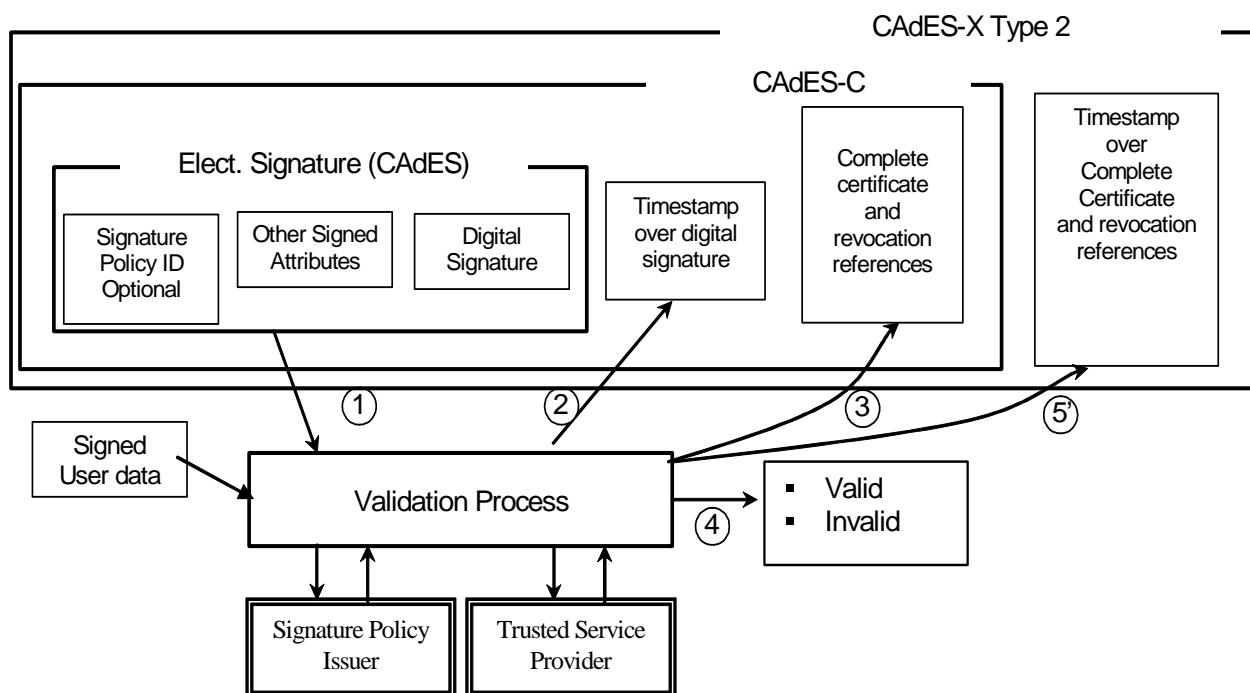 CAdES-X Type 2
CAdES-C
Elect. Signature (CAdES)
Signature
Policy ID
Optional
Other Signed
Attributes
Digital
Signature
Timestamp
over digital
signature
Complete
certificate
and
revocation
references
Timestamp
over
Complete
Certificate
and revocation
references
1
2
3
5’
Signed
User data
Validation Process
4
▪ Valid
▪ Invalid
Signature Policy
Issuer
Trusted Service
Provider